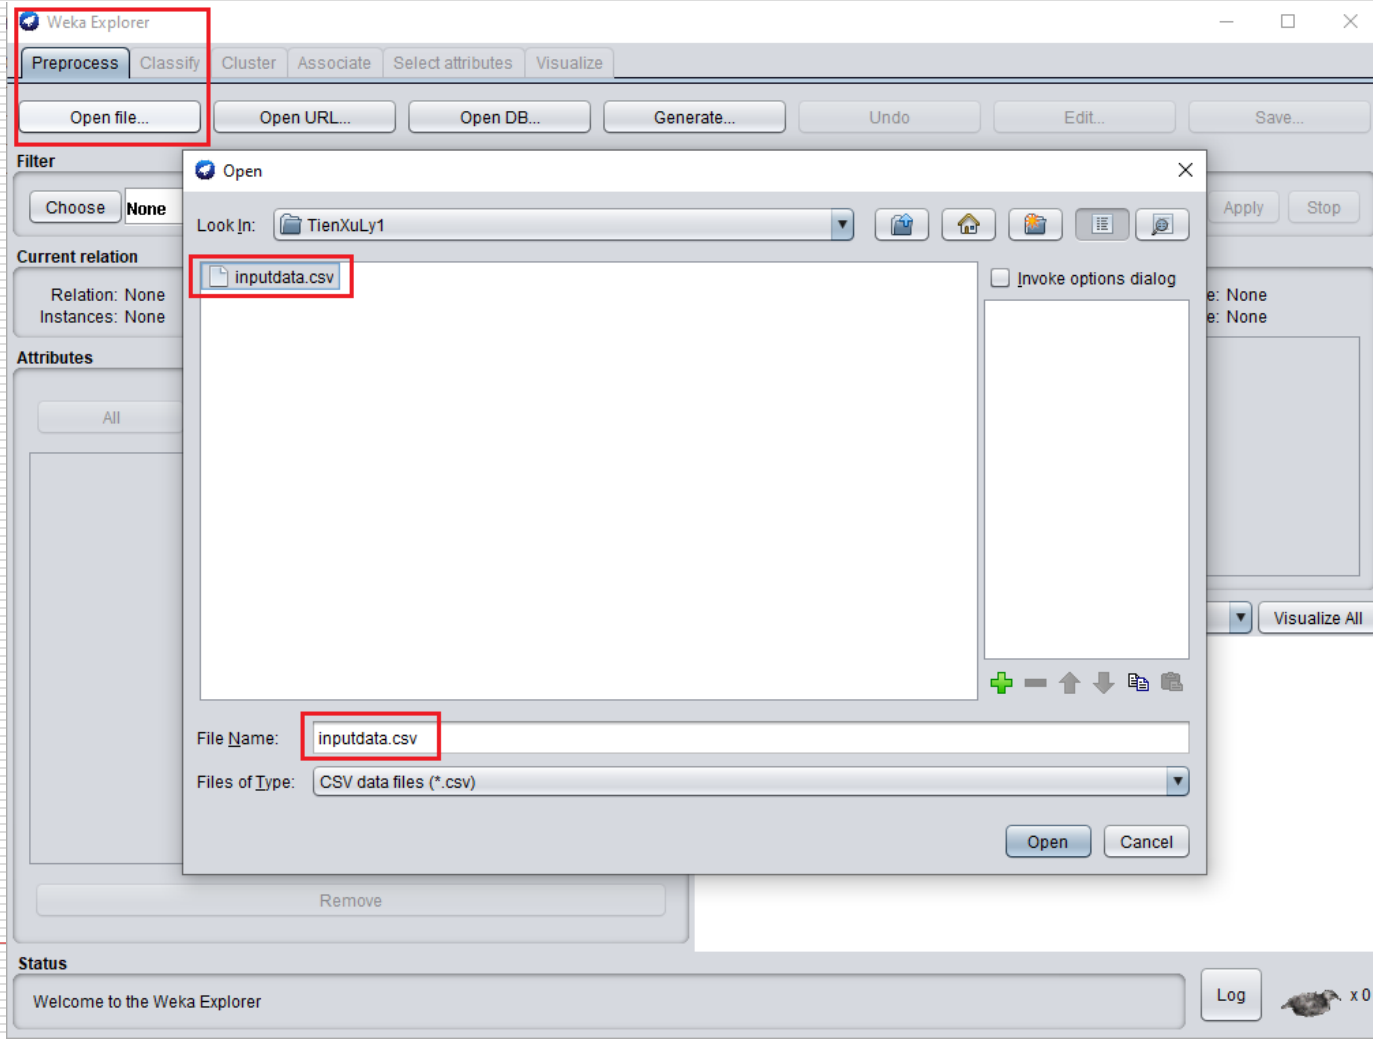 Weka Explorer
Preprocess Classify Cluster Associate Select attributes Visualize
Open file... Open URL... Open DB... Generate... Undo Edit... Save...
Filter
Choose None Apply Stop
Open
Look In: TienXuLy1
Current relation
Relation: None
Instances: None
e: None
e: None
inputdata.csv
Invoke options dialog
Attributes
All
Visualize All
File Name: inputdata.csv
Files of Type: CSV data files (*.csv)
Open Cancel
Remove
Status
Welcome to the Weka Explorer
Log x 0